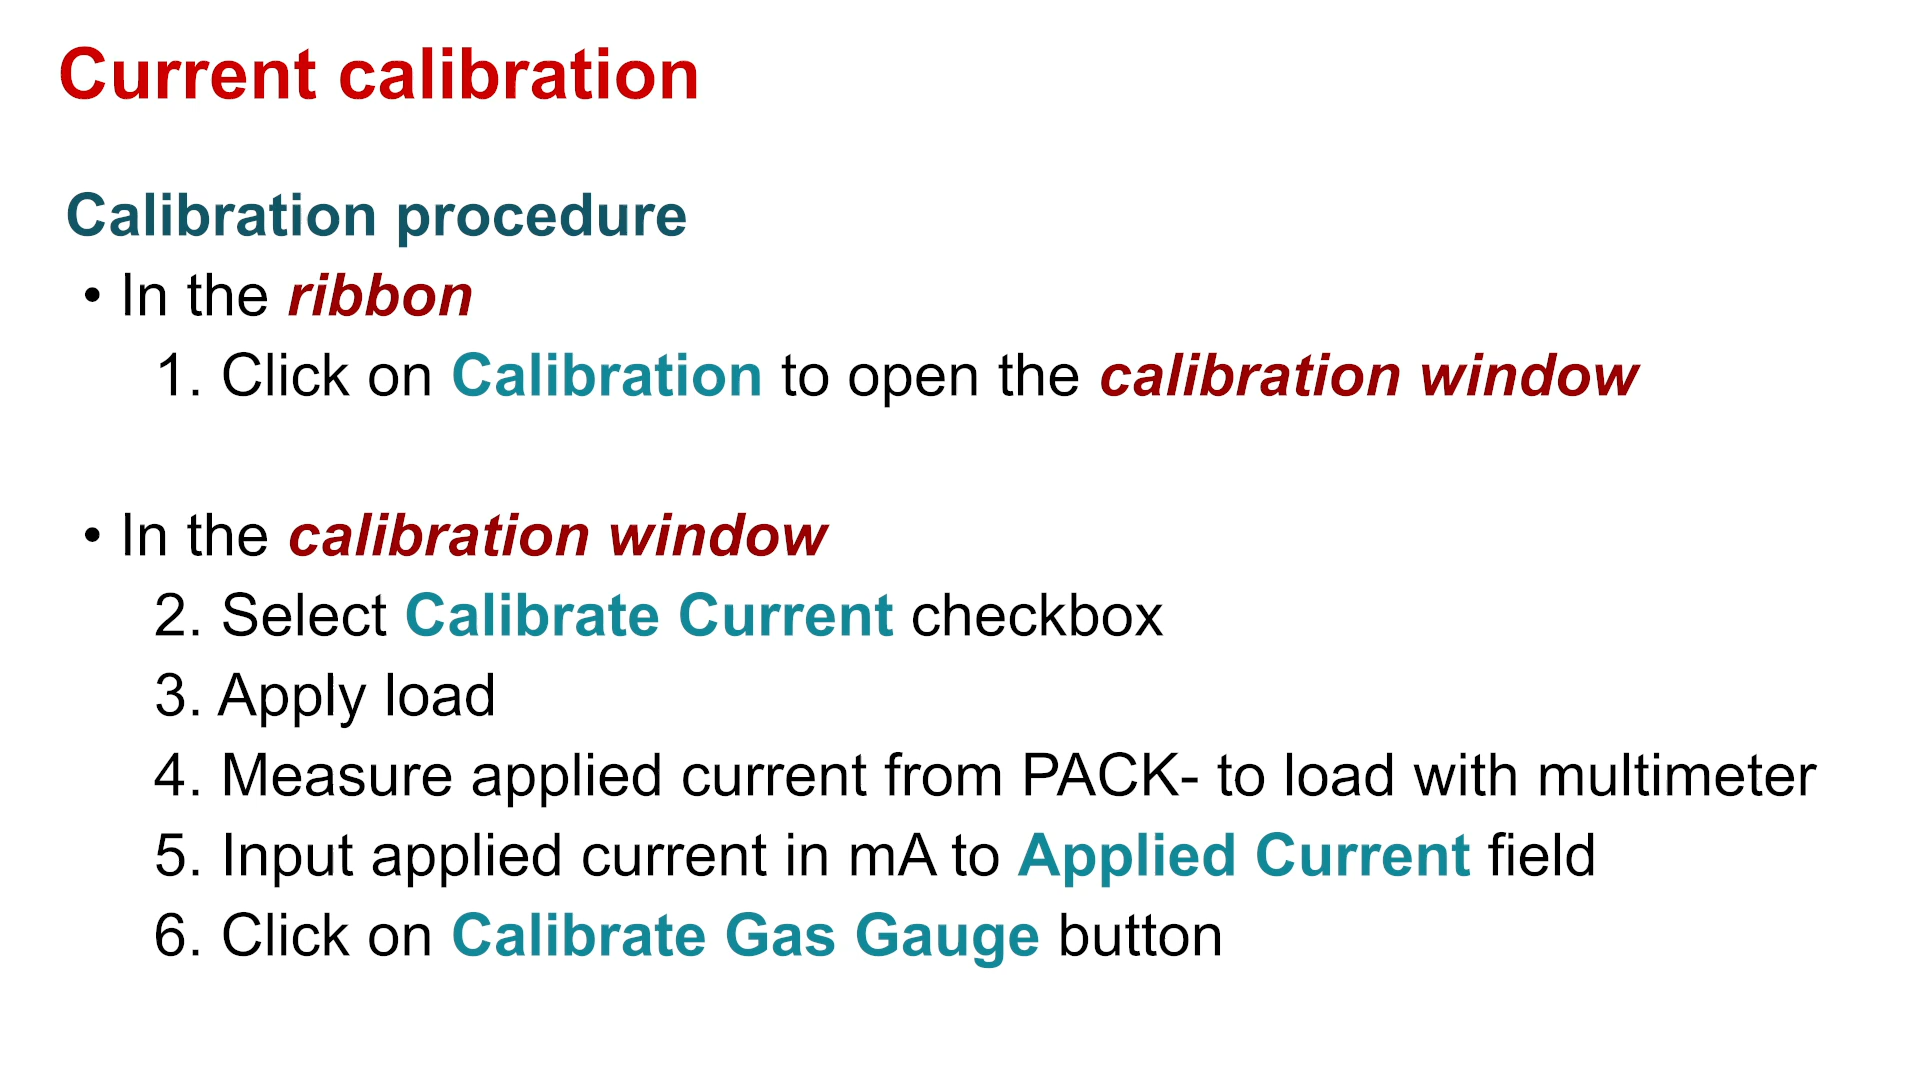 Current calibration
Calibration procedure
• In the ribbon
1. Click on Calibration to open the calibration window
• In the calibration window
2. Select Calibrate Current checkbox
3. Apply load
4. Measure applied current from PACK- to load with multimeter
5. Input applied current in mA to Applied Current field
6. Click on Calibrate Gas Gauge button